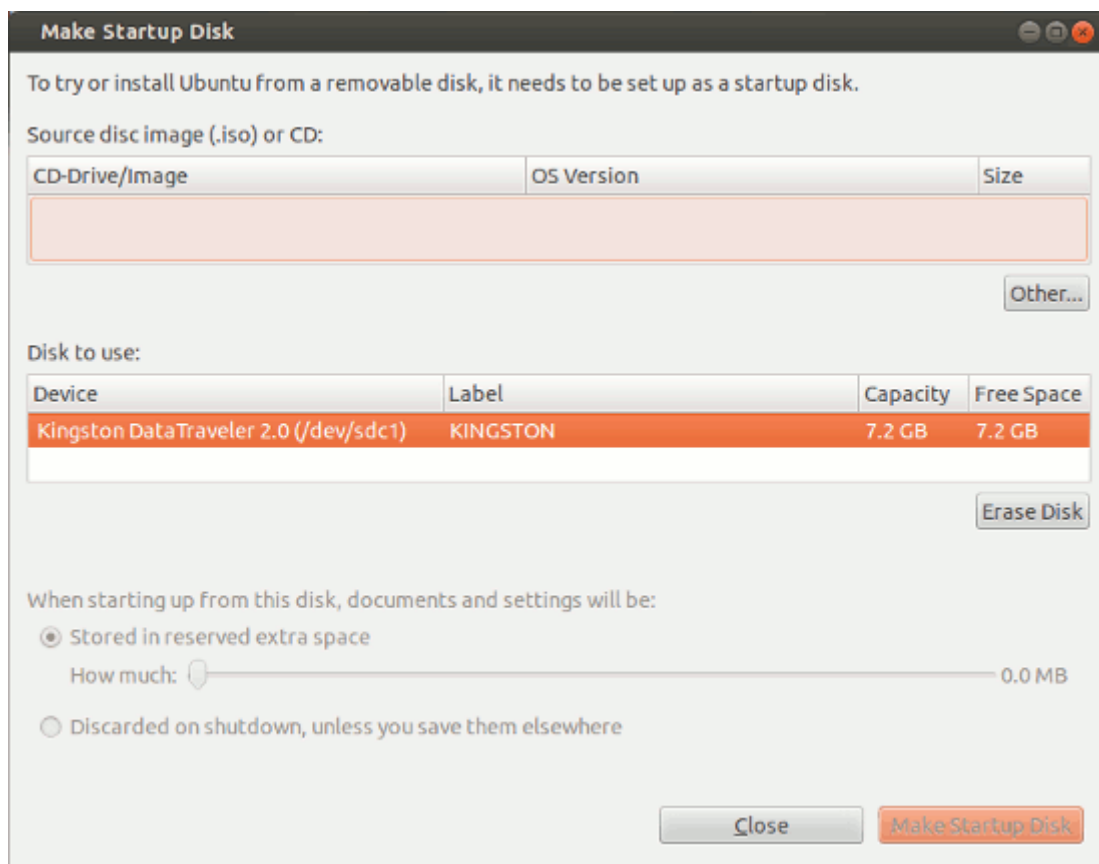 Make Startup Disk
To try or install Ubuntu from a removable disk, it needs to be set up as a startup disk.
Source disc image (.iso) or CD:
CD-Drive/Image OS Version Size
Other...
Disk to use:
Device Label Capacity Free Space
Kingston DataTraveler 2.0 (/dev/sdc1) KINGSTON 7.2 GB 7.2 GB
Erase Disk
When starting up from this disk, documents and settings will be:
Stored in reserved extra space
How much: 0.0 MB
Discarded on shutdown, unless you save them elsewhere
Close Make Startup Disk